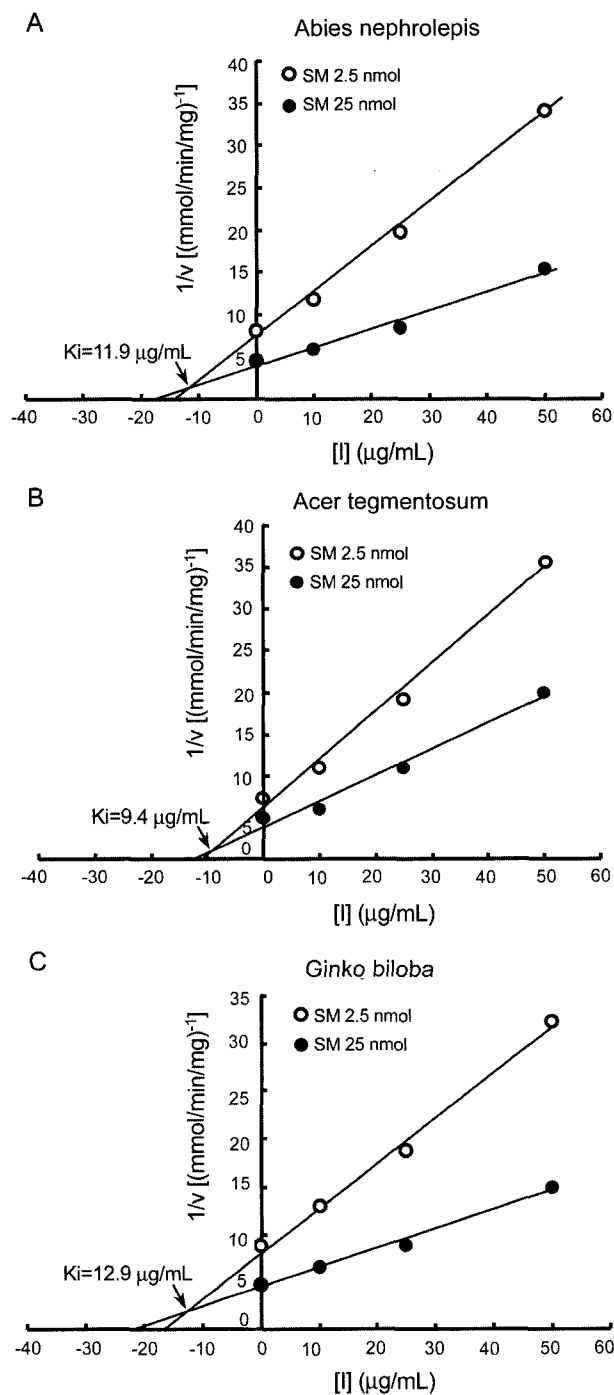 A
Abies nephrolepis
SM 2.5 nmol
SM 25 nmol
1/v [(mmol/min/mg)-1]
40
35
30
25
20
15
10
5
Ki=11.9 μg/mL
-40 -30 -20 -10 0 10 20 30 40 50 60
[I] (μg/mL)
B
Acer tegmentosum
SM 2.5 nmol
SM 25 nmol
1/v [(mmol/min/mg)-1]
40
35
30
25
20
15
10
5
0
Ki=9.4 μg/mL
-40 -30 -20 -10 0 10 20 30 40 50 60
[I] (μg/mL)
C
Ginko biloba
SM 2.5 nmol
SM 25 nmol
1/v [(mmol/min/mg)-1]
35
30
25
20
15
10
5
0
Ki=12.9 μg/mL
-40 -30 -20 -10 0 10 20 30 40 50 60
[I] (μg/mL)